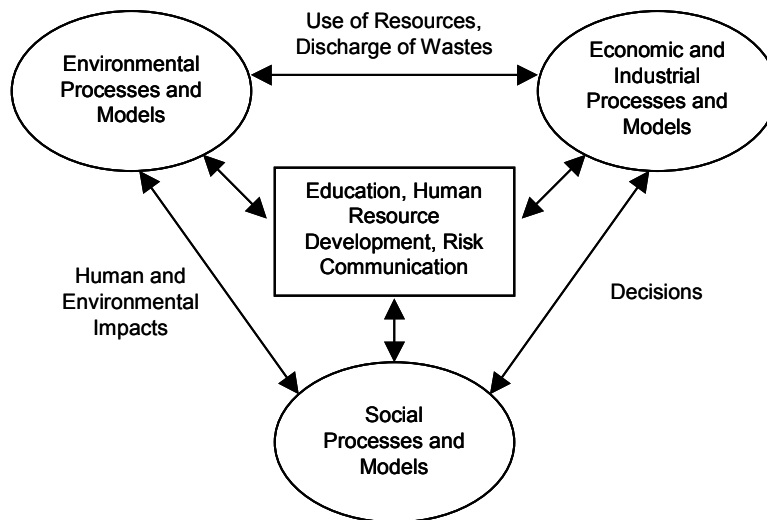 Use of Resources,
Discharge of Wastes
Environmental
Processes and
Models
Economic and
Industrial
Processes and
Models
Education, Human
Resource
Development, Risk
Communication
Human and
Environmental
Impacts
Decisions
Social
Processes and
Models